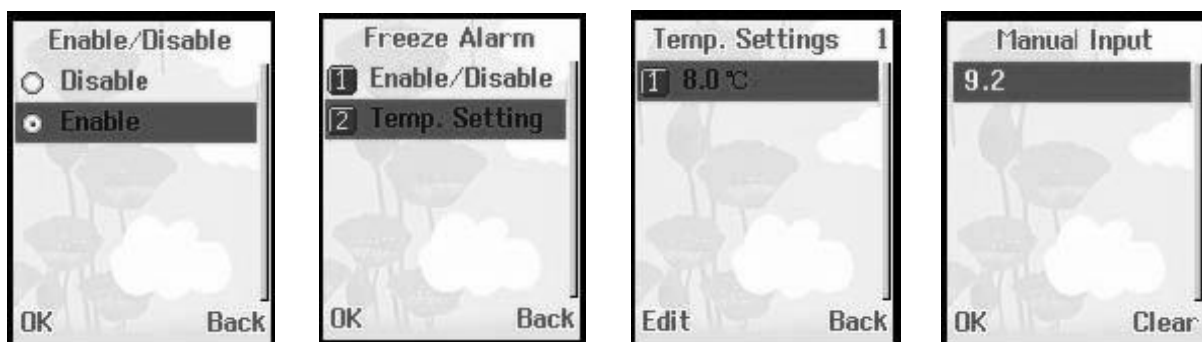 Enable/Disable
Disable
Enable
OK Back
Freeze Alarm
1 Enable/Disable
2 Temp. Setting
OK Back
Temp. Settings 1
1 8.0 ℃
Edit Back
Manual Input
9.2
OK Clear